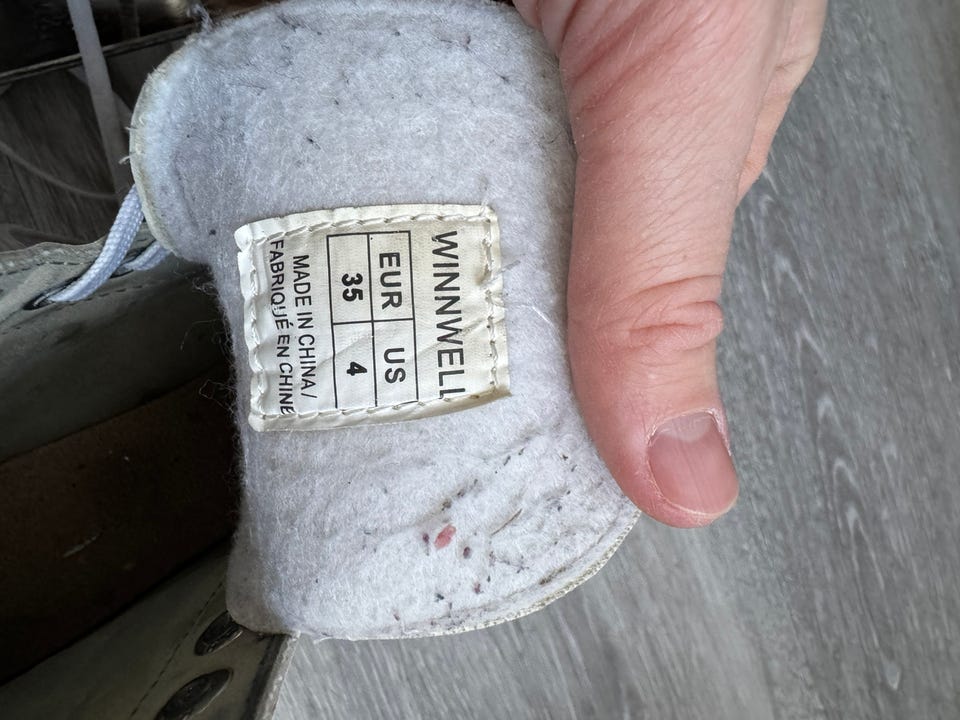 WINNWELL
EUR US
35 4
MADE IN CHINA /
FABRIQUÉ EN CHINE